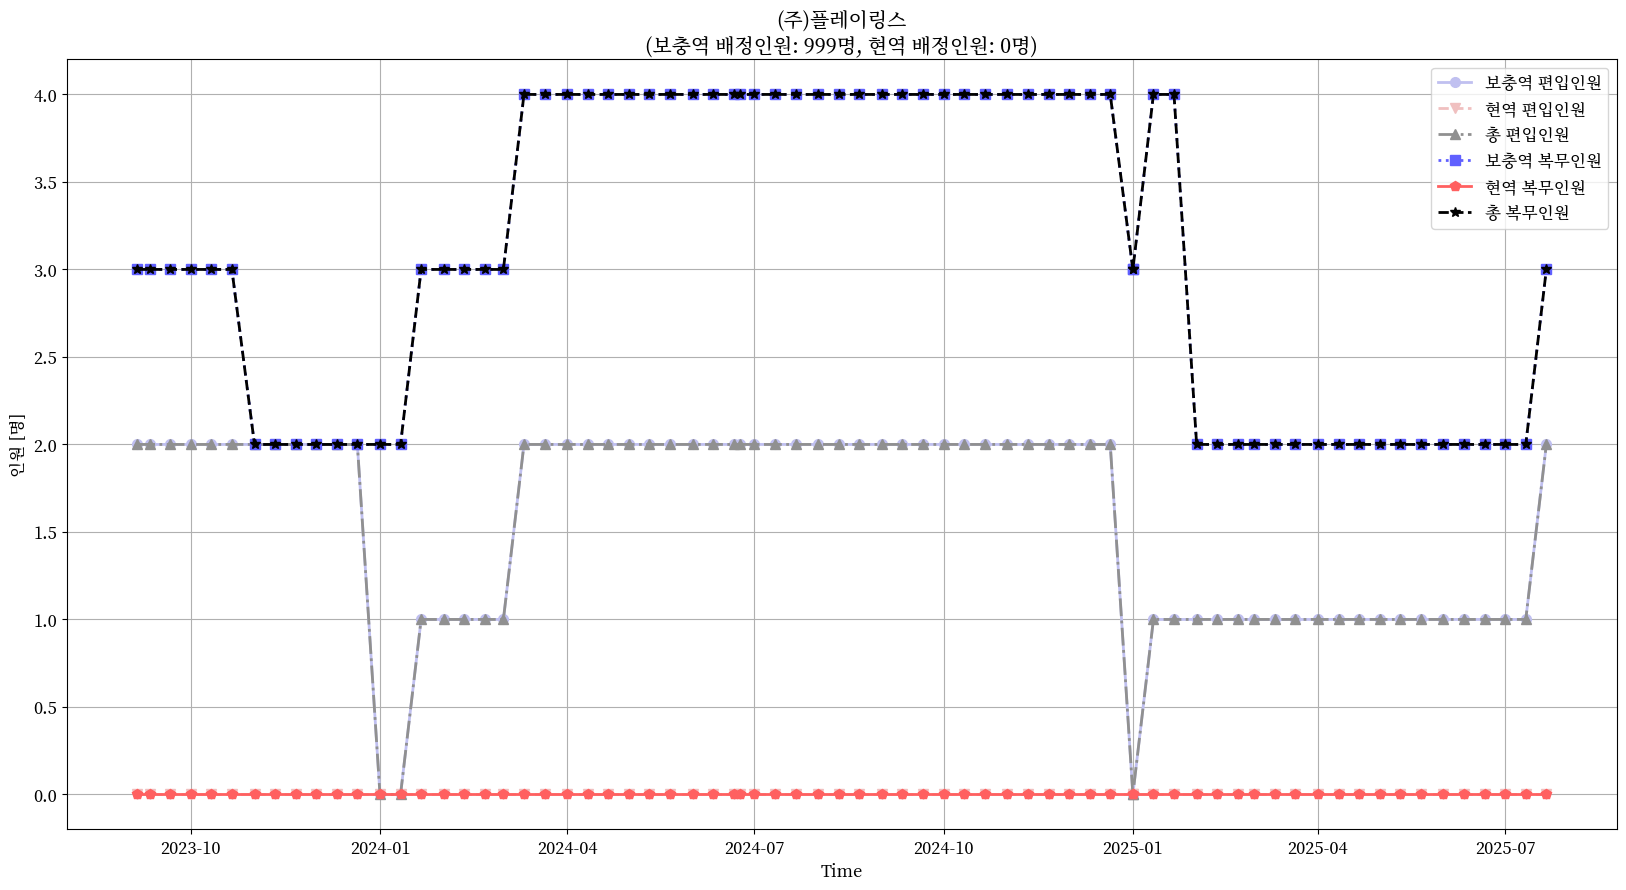 (주)플레이링스
(보충역 배정인원: 999명, 현역 배정인원: 0명)
보충역 편입인원
현역 편입인원
총 편입인원
보충역 복무인원
현역 복무인원
총 복무인원
인원 [명]
4.0
3.5
3.0
2.5
2.0
1.5
1.0
0.5
0.0
2023-10
2024-01
2024-04
2024-07
2024-10
2025-01
2025-04
2025-07
Time